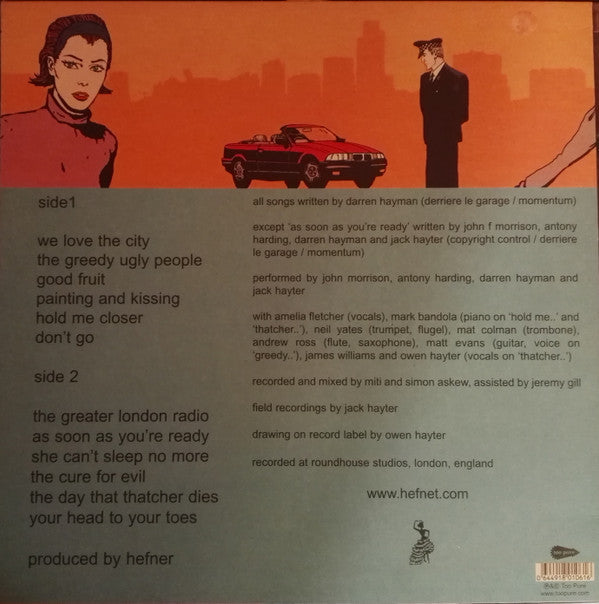 side1
we love the city
the greedy ugly people
good fruit
painting and kissing
hold me closer
don't go
side 2
the greater london radio
as soon as you're ready
she can't sleep no more
the cure for evil
the day that thatcher dies
your head to your toes
produced by hefner
all songs written by darren hayman (derriere le garage / momentum)
except 'as soon as you're ready' written by john f morrison, antony
harding, darren hayman and jack hayter (copyright control / derriere
le garage / momentum)
performed by john morrison, antony harding, darren hayman and
jack hayter
with amelia fletcher (vocals), mark bandola (piano on 'hold me..' and
'thatcher..'), neil yates (trumpet, flugel), mat colman (trombone),
andrew ross (flute, saxophone), matt evans (guitar, voice on
'greedy..'), james williams and owen hayter (vocals on 'thatcher..')
recorded and mixed by miti and simon askew, assisted by jeremy gill
field recordings by jack hayter
drawing on record label by owen hayter
recorded at roundhouse studios, london, england
www.hefnet.com
too pure
0 644918 010616
℗&© Too Pure
www.toopure.com